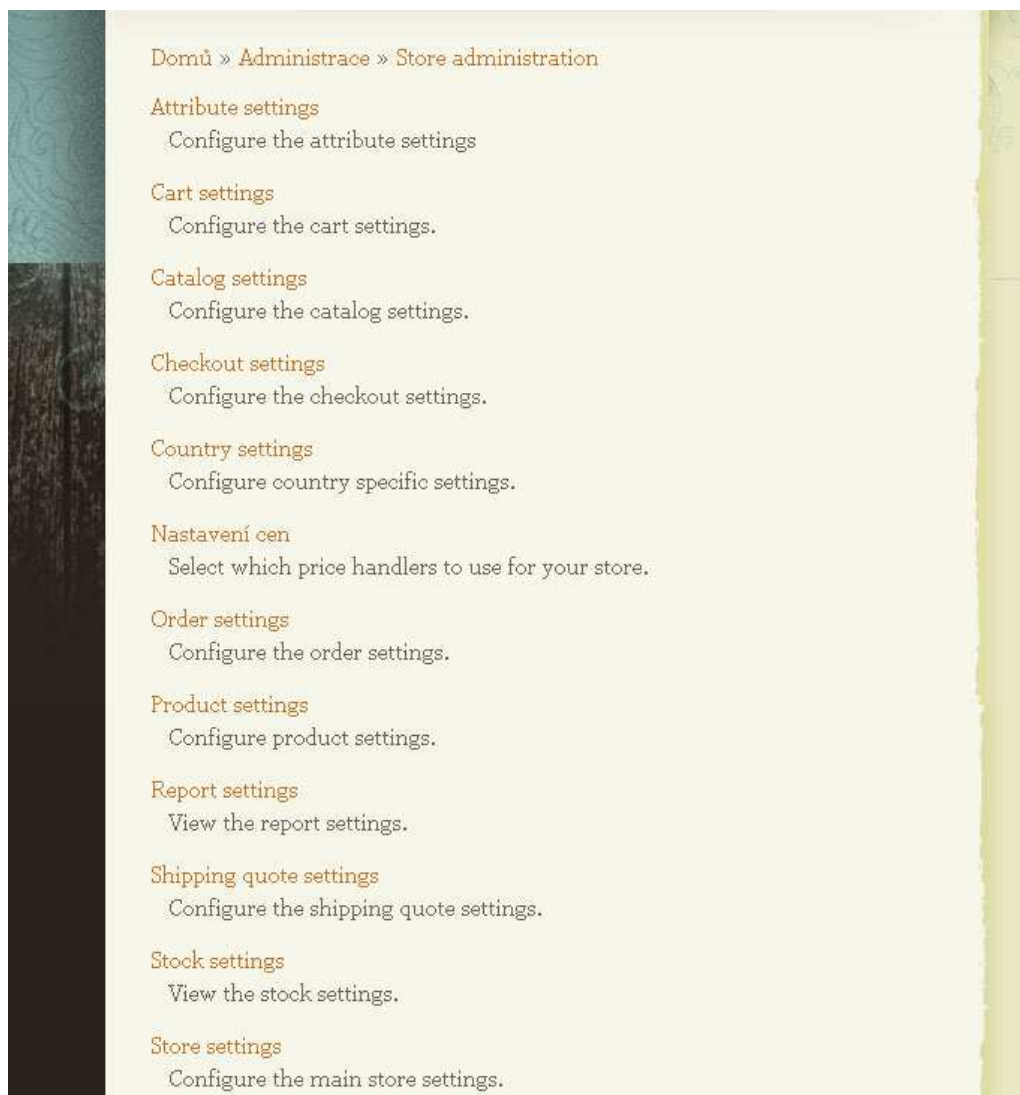 Domů » Administrace » Store administration
Attribute settings
Configure the attribute settings
Cart settings
Configure the cart settings.
Catalog settings
Configure the catalog settings.
Checkout settings
Configure the checkout settings.
Country settings
Configure country specific settings.
Nastavení cen
Select which price handlers to use for your store.
Order settings
Configure the order settings.
Product settings
Configure product settings.
Report settings
View the report settings.
Shipping quote settings
Configure the shipping quote settings.
Stock settings
View the stock settings.
Store settings
Configure the main store settings.